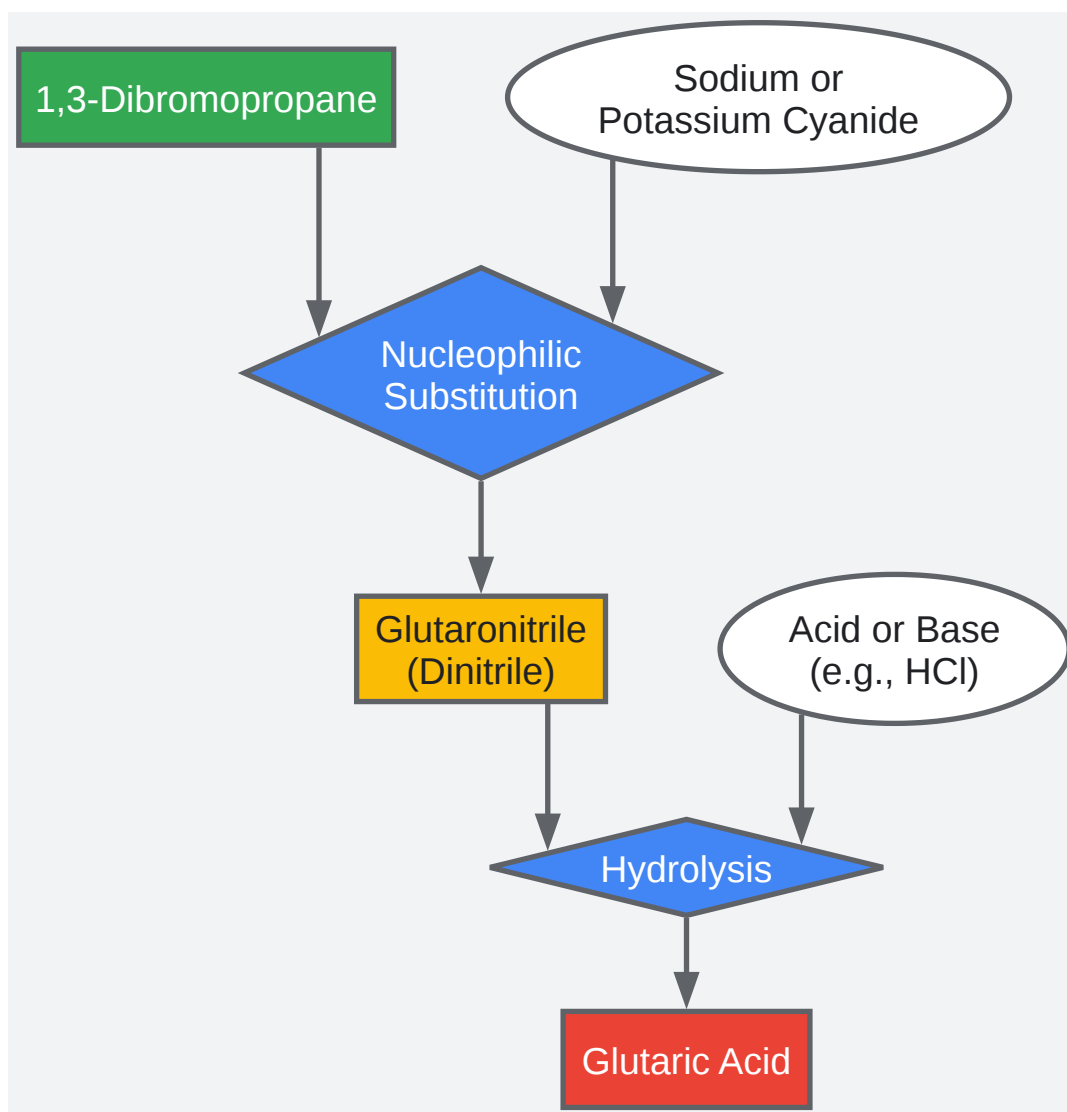 1,3-Dibromopropane
Sodium or
Potassium Cyanide
Nucleophilic
Substitution
Glutaronitrile
(Dinitrile)
Acid or Base
(e.g., HCl)
Hydrolysis
Glutaric Acid